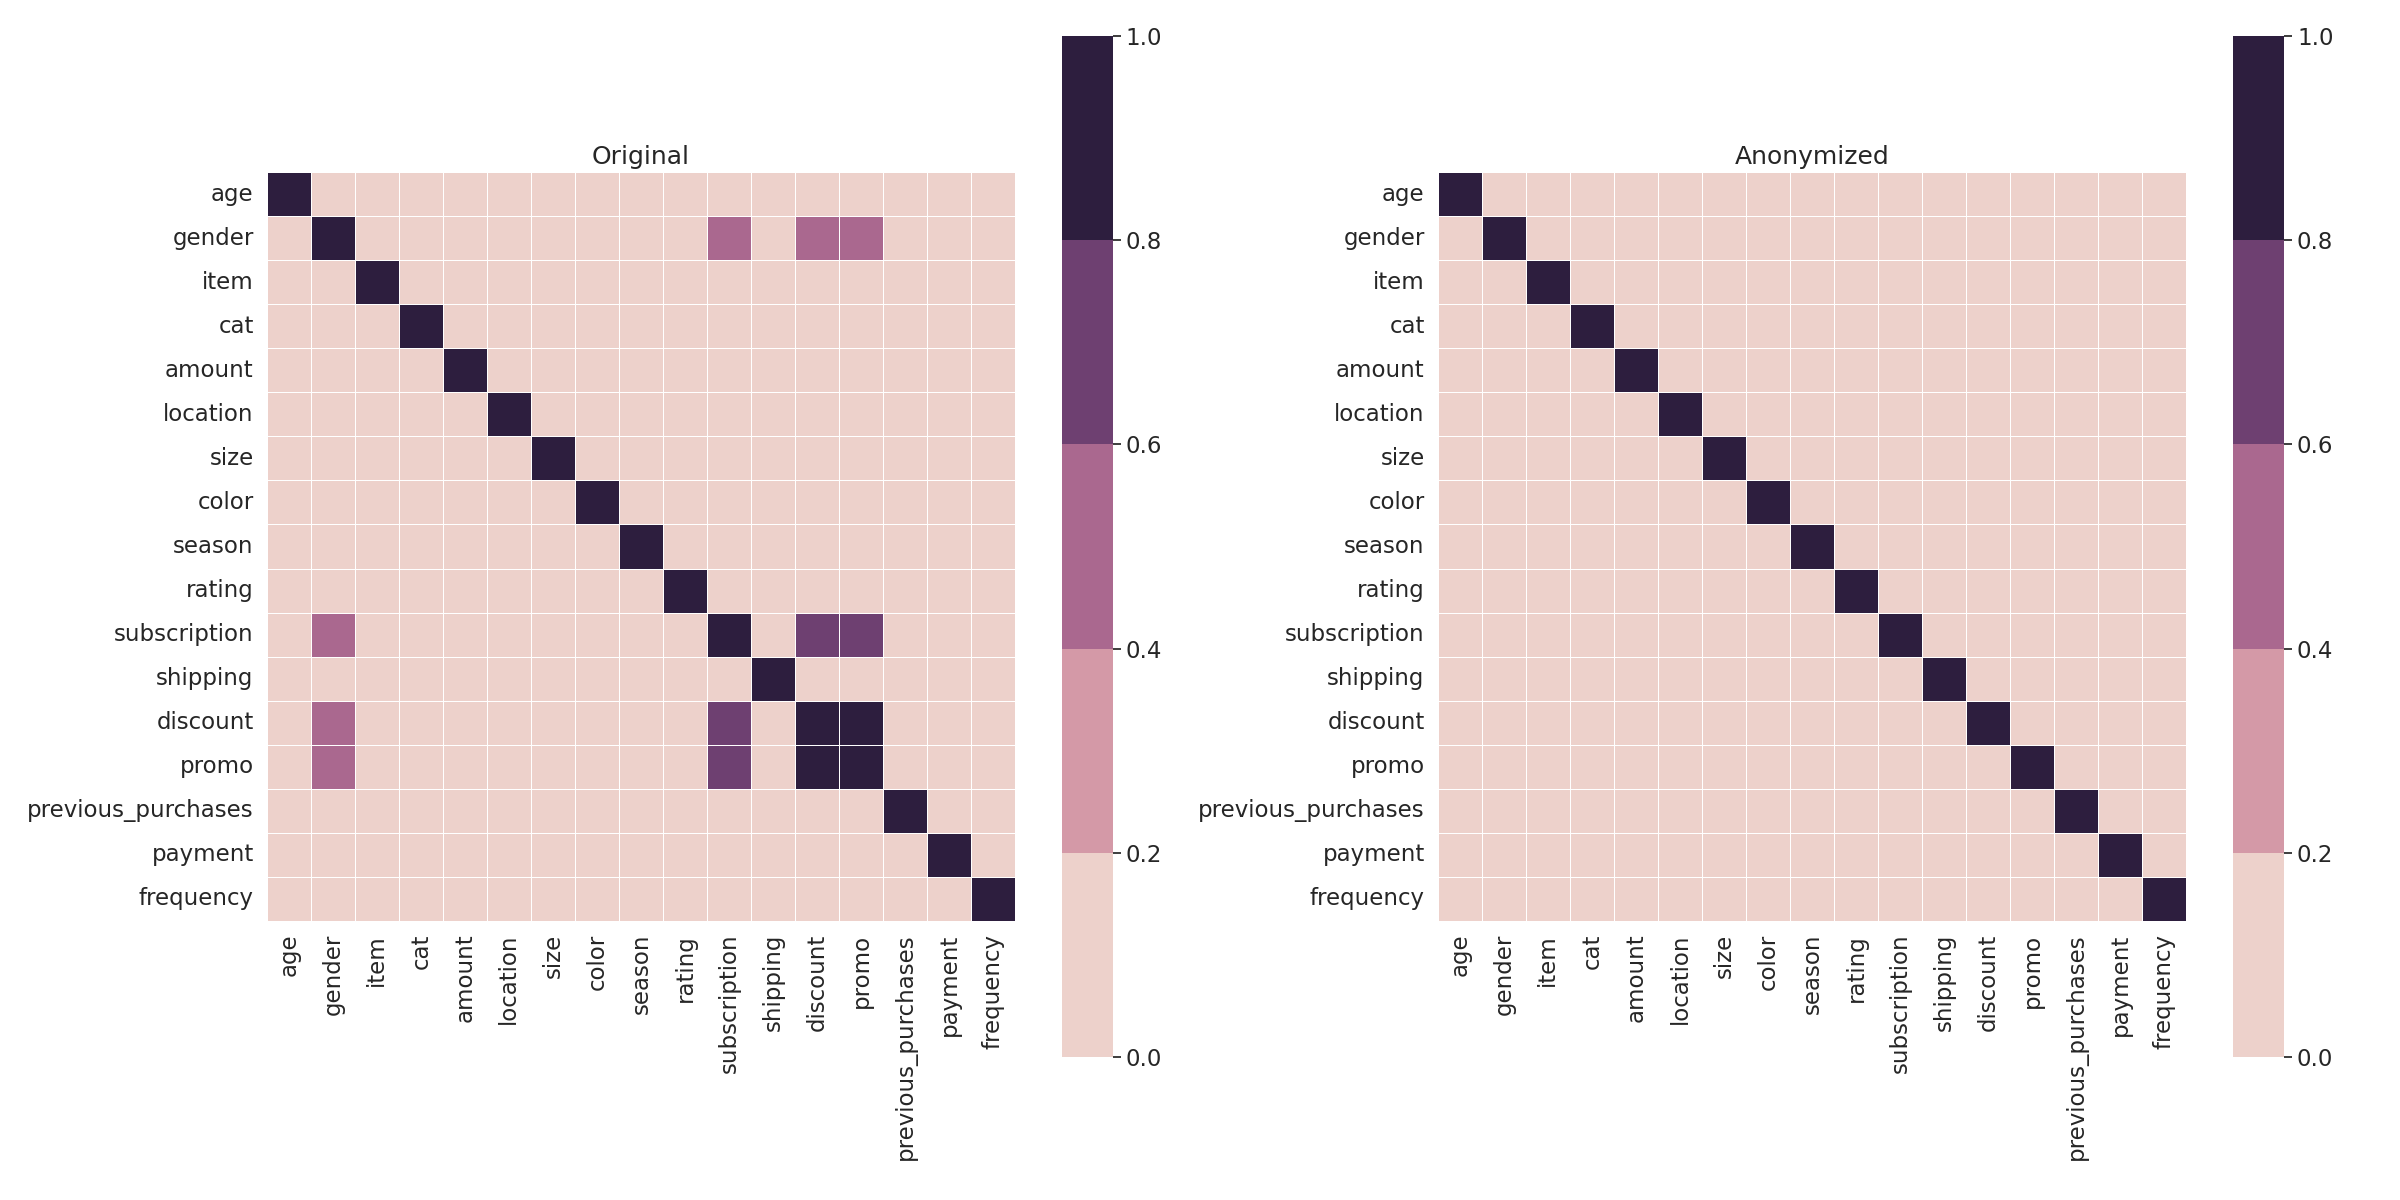 Original
age
gender
item
cat
amount
location
size
color
season
rating
subscription
shipping
discount
promo
previous_purchases
payment
frequency
age
gender
item
cat
amount
location
size
color
season
rating
subscription
shipping
discount
promo
previous_purchases
payment
frequency
1.0
0.8
0.6
0.4
0.2
0.0
Anonymized
age
gender
item
cat
amount
location
size
color
season
rating
subscription
shipping
discount
promo
previous_purchases
payment
frequency
age
gender
item
cat
amount
location
size
color
season
rating
subscription
shipping
discount
promo
previous_purchases
payment
frequency
1.0
0.8
0.6
0.4
0.2
0.0